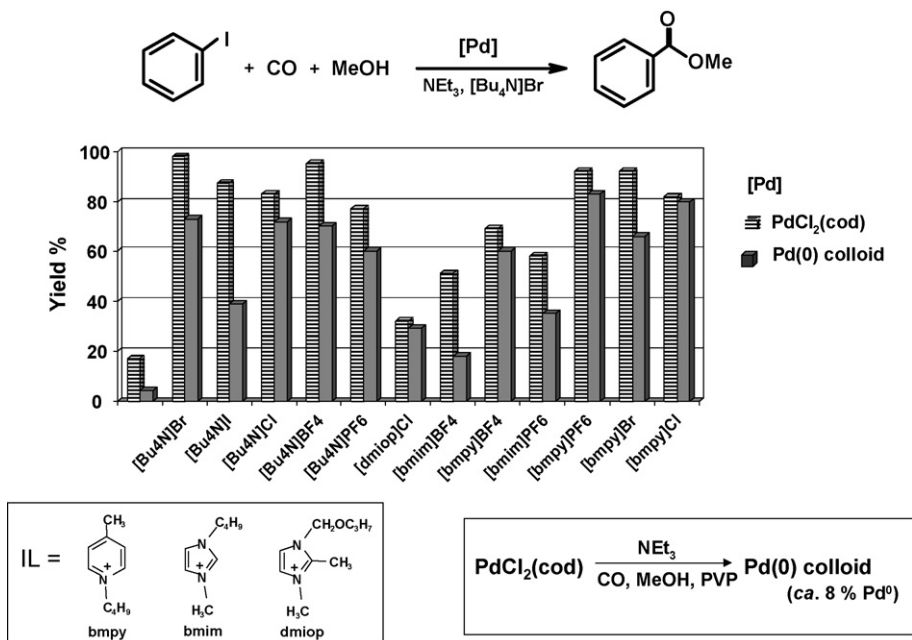 I
+ CO + MeOH
[Pd]
NEt₃, [Bu₄N]Br
O
OMe
Yield %
100
80
60
40
20
0
[Bu4N]Br
[Bu4N]I
[Bu4N]Cl
[Bu4N]BF4
[Bu4N]PF6
[dmiop]Cl
[bmim]BF4
[bmpy]BF4
[bmim]PF6
[bmpy]PF6
[bmpy]Br
[bmpy]Cl
[Pd]
PdCl₂(cod)
Pd(0) colloid
IL =
CH₃
N
+
C₄H₉
bmpy
C₄H₉
N
+
N
H₃C
bmim
CH₂OC₃H₇
N
CH₃
N
+
H₃C
dmiop
PdCl₂(cod)
NEt₃
CO, MeOH, PVP
Pd(0) colloid
(ca. 8 % Pd⁰)